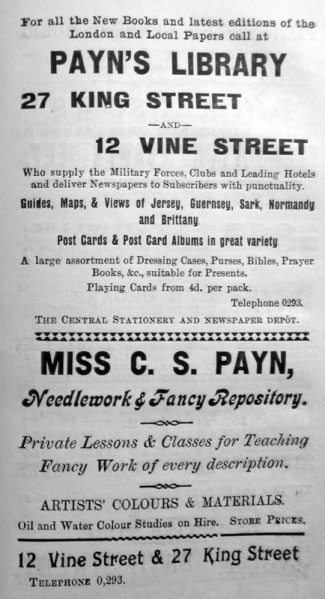 For all the New Books and latest editions of the
London and Local Papers call at
PAYN'S LIBRARY
27 KING STREET
—AND—
12 VINE STREET
Who supply the Military Forces, Clubs and Leading Hotels
and deliver Newspapers to Subscribers with punctuality.
Guides, Maps, & Views of Jersey, Guernsey, Sark, Normandy
and Brittany
Post Cards & Post Card Albums in great variety
A large assortment of Dressing Cases, Purses, Bibles, Prayer
Books, &c., suitable for Presents.
Playing Cards from 4d. per pack.
Telephone 0293.
THE CENTRAL STATIONERY AND NEWSPAPER DEPÔT.
MISS C. S. PAYN,
Needlework & Fancy Repository.
Private Lessons & Classes for Teaching
Fancy Work of every description.
ARTISTS' COLOURS & MATERIALS.
Oil and Water Colour Studies on Hire. STORE PRICES.
12 Vine Street & 27 King Street
TELEPHONE 0,293.